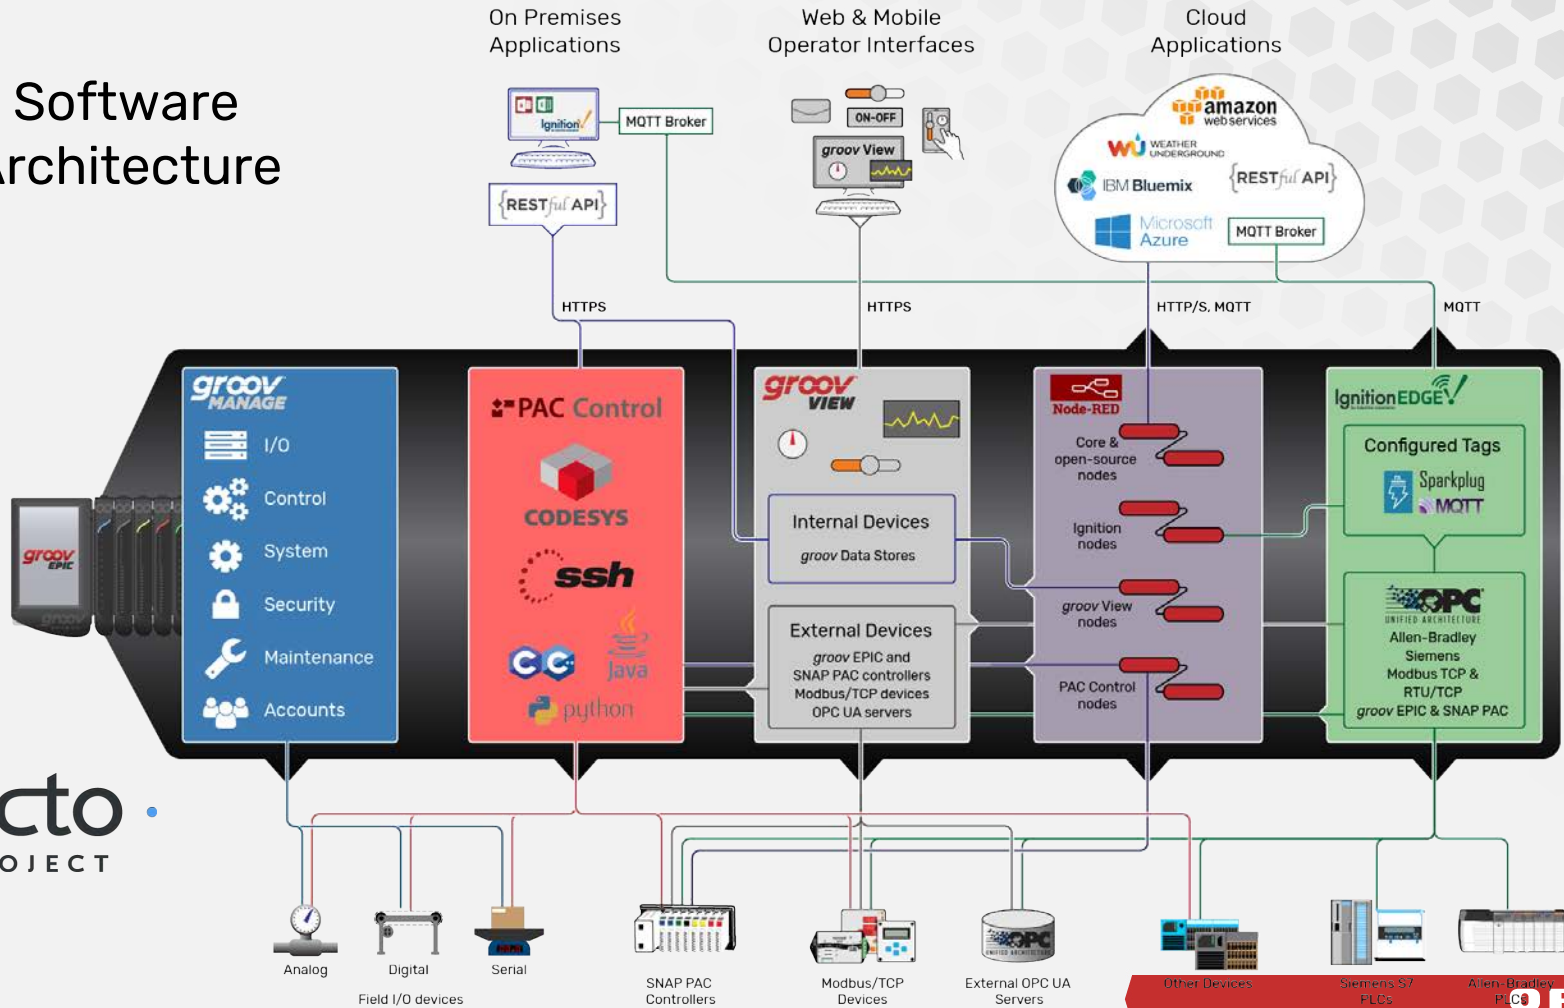 On Premises
Applications
Web & Mobile
Operator Interfaces
Cloud
Applications
Software
Architecture
Ignition
MQTT Broker
{RESTful API}
ON-OFF
groov View
amazon
web services
WEATHER
UNDERGROUND
IBM Bluemix
{RESTful API}
Microsoft
Azure
MQTT Broker
HTTPS
HTTPS
HTTP/S, MQTT
MQTT
groov
EPIC
groov
MANAGE
I/O
Control
System
Security
Maintenance
Accounts
PAC Control
CODESYS
ssh
C C++
Java
python
groov
VIEW
Internal Devices
groov Data Stores
External Devices
groov EPIC and
SNAP PAC controllers
Modbus/TCP devices
OPC UA servers
Node-RED
Core &
open-source
nodes
Ignition
nodes
groov View
nodes
PAC Control
nodes
Ignition EDGE
Configured Tags
Sparkplug
MQTT
OPC
UNIFIED ARCHITECTURE
Allen-Bradley
Siemens
Modbus TCP &
RTU/TCP
groov EPIC & SNAP PAC
cto
OJECT
Analog
Digital
Serial
Field I/O devices
SNAP PAC
Controllers
Modbus/TCP
Devices
OPC
External OPC UA
Servers
Other Devices
Siemens S7
PLCs
Allen-Bradley
PLCs